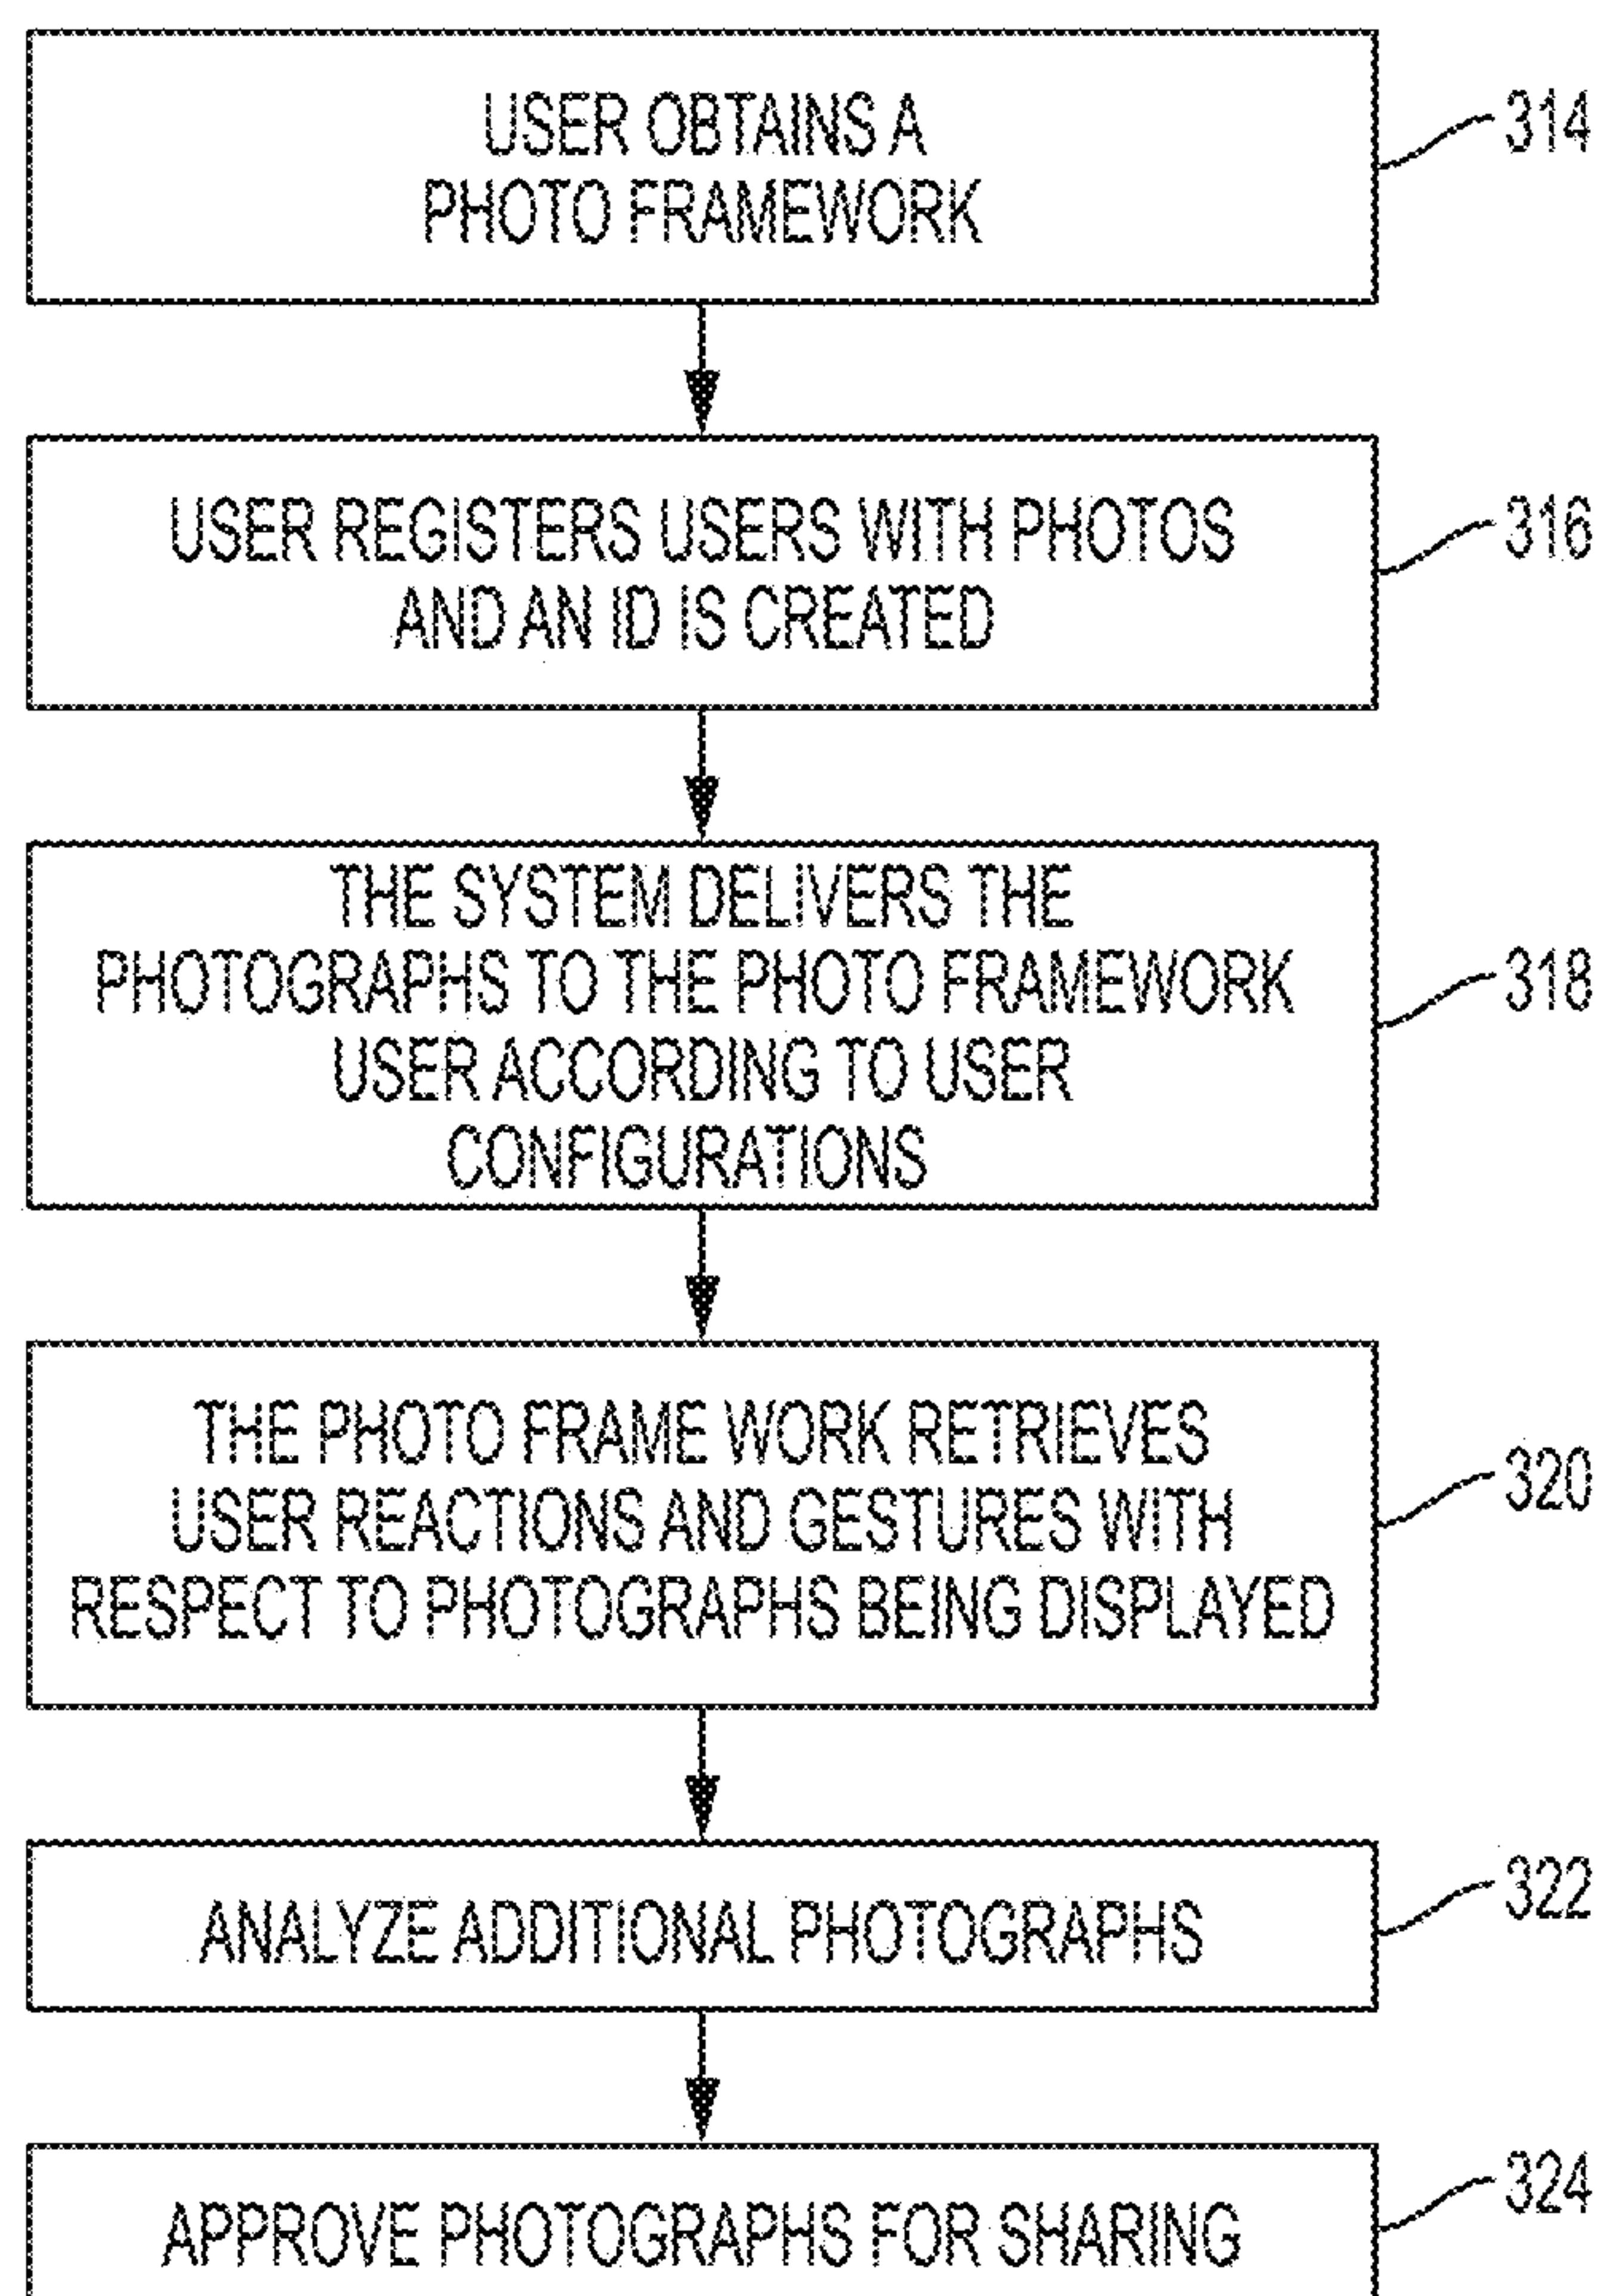 USER OBTAINS A
PHOTO FRAMEWORK
314
USER REGISTERS USERS WITH PHOTOS
AND AN ID IS CREATED
316
THE SYSTEM DELIVERS THE
PHOTOGRAPHS TO THE PHOTO FRAMEWORK
USER ACCORDING TO USER
CONFIGURATIONS
318
THE PHOTO FRAME WORK RETRIEVES
USER REACTIONS AND GESTURES WITH
RESPECT TO PHOTOGRAPHS BEING DISPLAYED
320
ANALYZE ADDITIONAL PHOTOGRAPHS
322
APPROVE PHOTOGRAPHS FOR SHARING
324